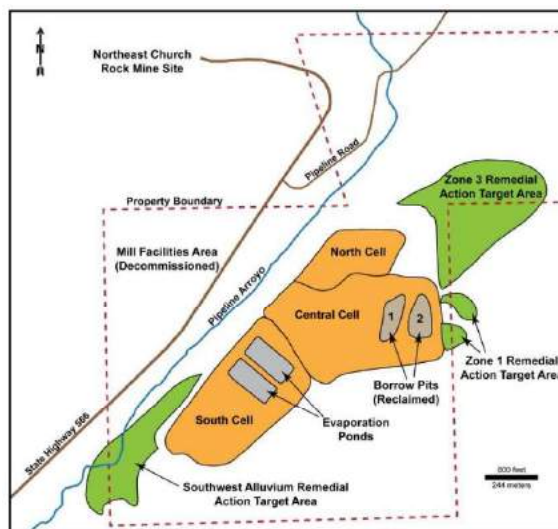 N
Northeast Church
Rock Mine Site
Pipeline Road
Property Boundary
Zone 3 Remedial
Action Target Area
Mill Facilities Area
(Decommissioned)
Pipeline Arroyo
North Cell
Central Cell
1
2
Zone 1 Remedial
Action Target Area
Borrow Pits
(Reclaimed)
Evaporation
Ponds
South Cell
State Highway 566
Southwest Alluvium Remedial
Action Target Area
800 feet
244 meters